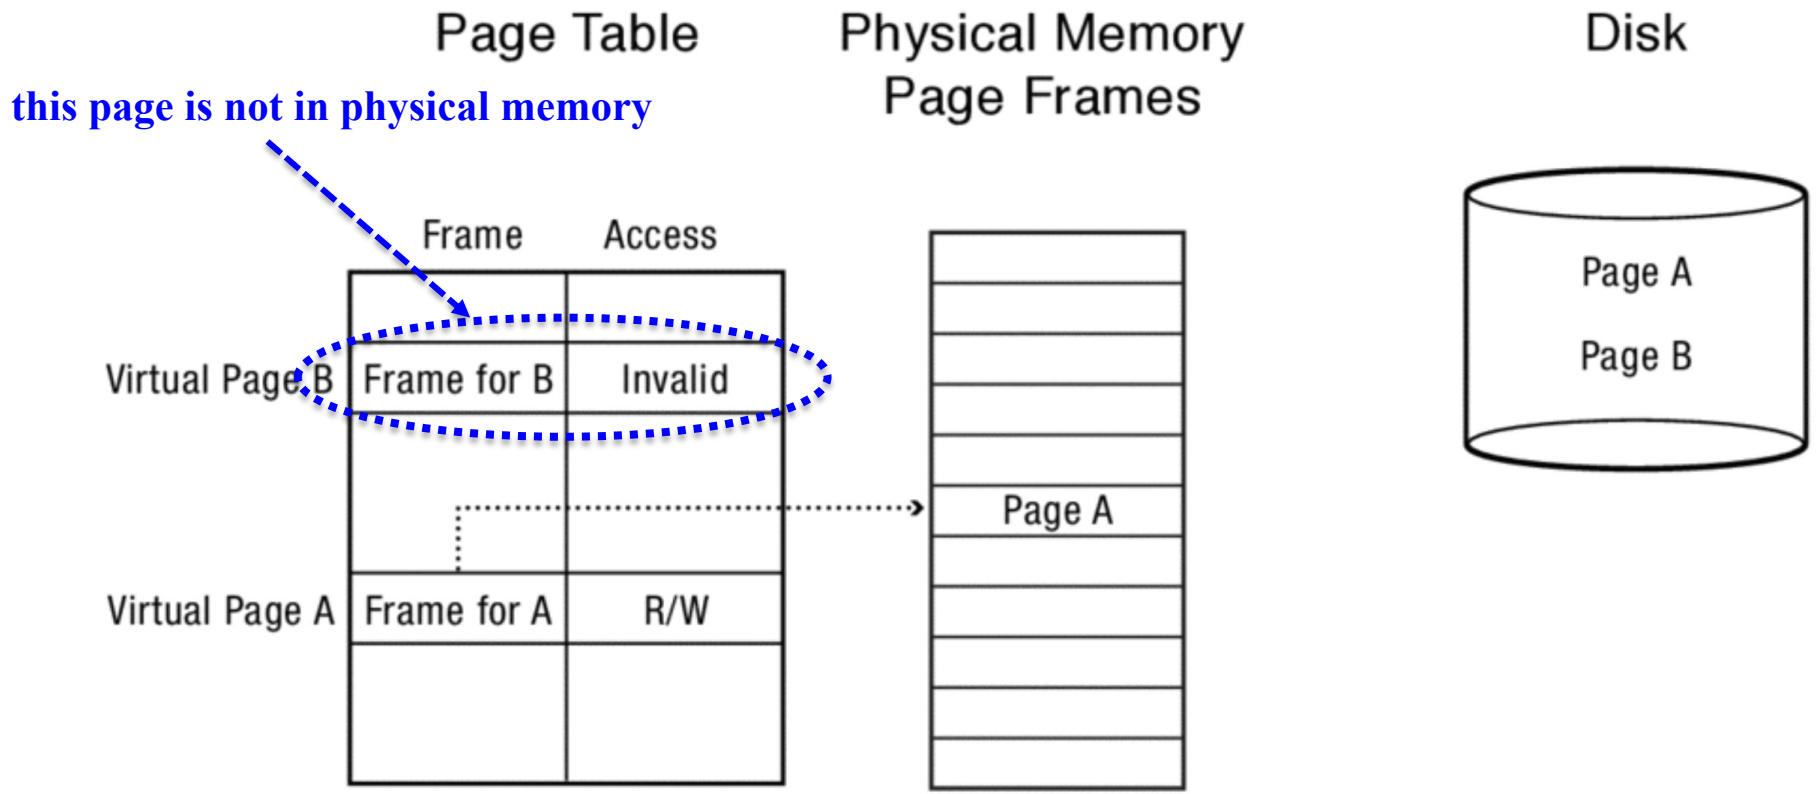 Page Table
Physical Memory
Page Frames
Disk
this page is not in physical memory
Frame Access
Virtual Page B Frame for B Invalid
Virtual Page A Frame for A R/W
Page A
Page A
Page B